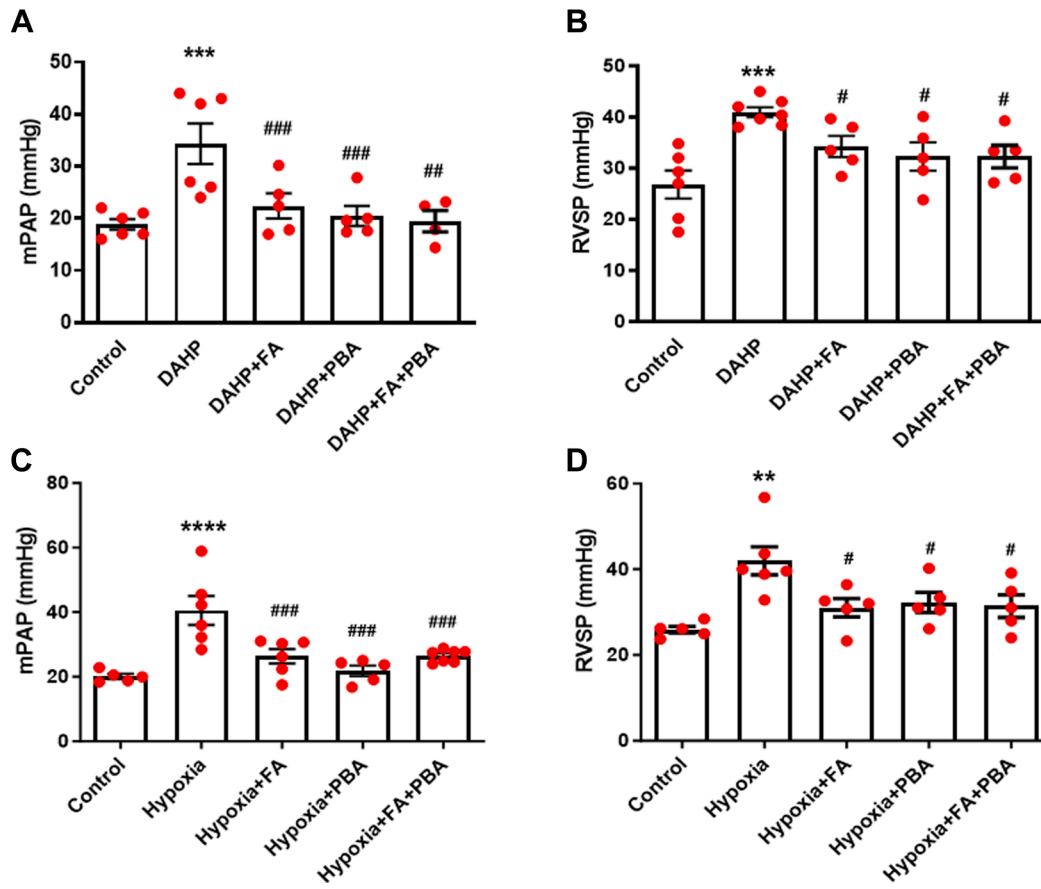 A
mPAP (mmHg)
50
40
30
20
10
0
***
###
###
##
Control
DAHP
DAHP+FA
DAHP+PBA
DAHP+FA+PBA
B
RVSP (mmHg)
50
40
30
20
10
0
***
#
#
#
Control
DAHP
DAHP+FA
DAHP+PBA
DAHP+FA+PBA
C
mPAP (mmHg)
80
60
40
20
0
****
###
###
###
Control
Hypoxia
Hypoxia+FA
Hypoxia+PBA
Hypoxia+FA+PBA
D
RVSP (mmHg)
60
40
20
0
**
#
#
#
Control
Hypoxia
Hypoxia+FA
Hypoxia+PBA
Hypoxia+FA+PBA